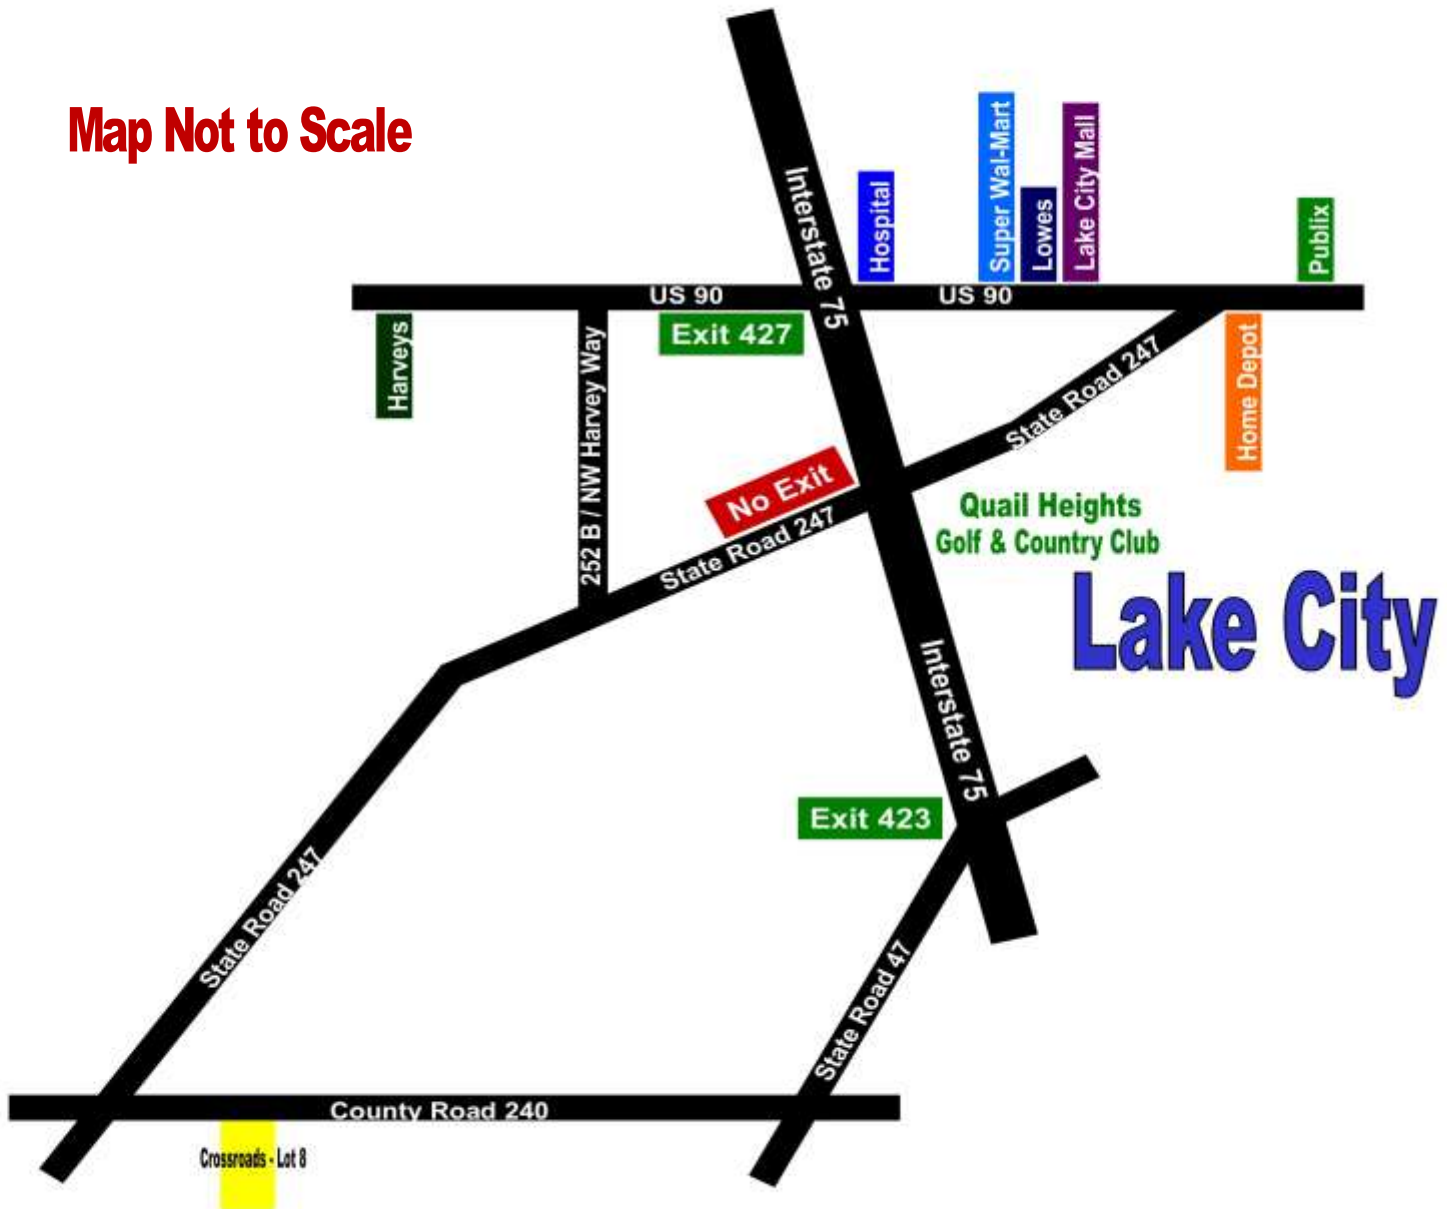 Map Not to Scale
Interstate 75
Hospital
Super Wal-Mart
Lowes
Lake City Mall
Publix
US 90
US 90
Harveys
252 B / NW Harvey Way
Exit 427
State Road 247
Home Depot
No Exit
State Road 247
Quail Heights
Golf & Country Club
Lake City
Interstate 75
Exit 423
State Road 247
State Road 47
County Road 240
Crossroads - Lot 8